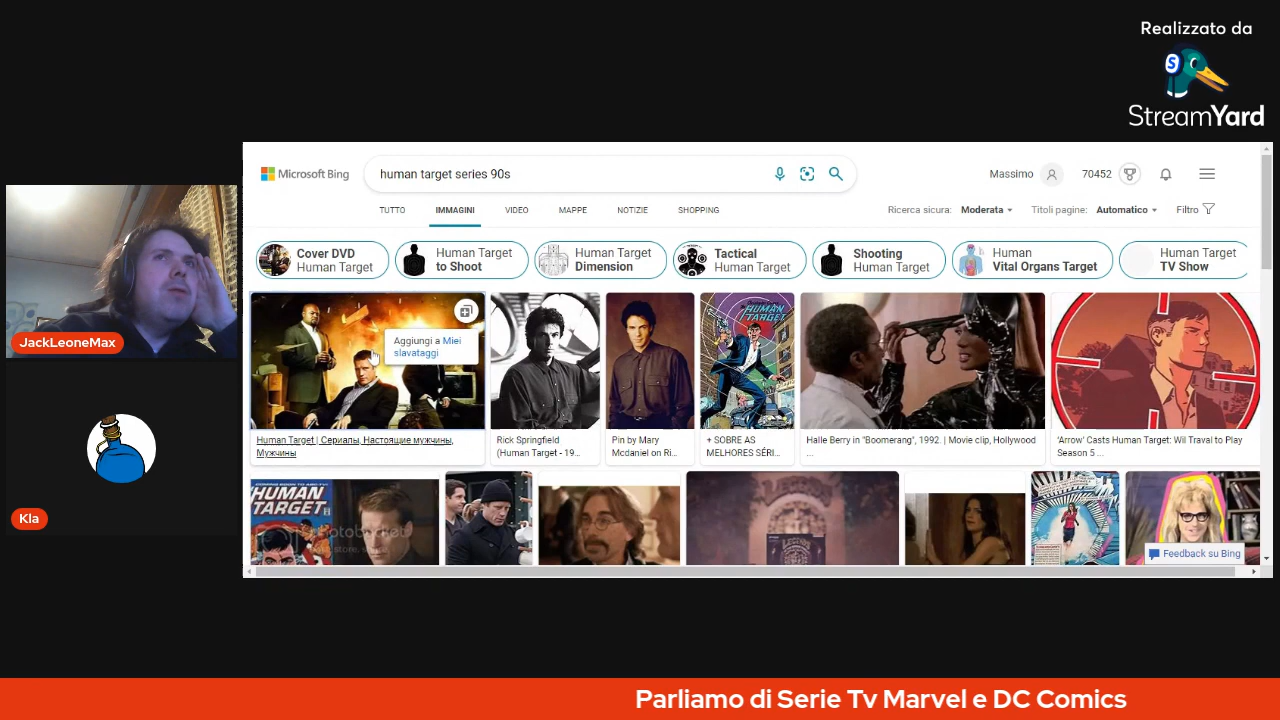 Realizzato da
StreamYard
Microsoft Bing
human target series 90s
Massimo
70452
TUTTO
IMMAGINI
VIDEO
MAPPE
NOTIZIE
SHOPPING
Ricerca sicura: Moderata
Titoli pagine: Automatico
Filtro
Cover DVD
Human Target
Human Target
to Shoot
Human Target
Dimension
Tactical
Human Target
Shooting
Human Target
Human
Vital Organs Target
Human Target
TV Show
Aggiungi a Miei
slavataggi
HUMAN
TARGET
Human Target | Сериалы, Настоящие мужчины,
Мужчины
Rick Springfield
(Human Target - 19...
Pin by Mary
Mcdaniel on Ri...
+ SOBRE AS
MELHORES SÉRI...
Halle Berry in "Boomerang", 1992. | Movie clip, Hollywood
...
'Arrow' Casts Human Target: Wil Traval to Play
Season 5 ...
HUMAN
TARGET
photobucket
Feedback su Bing
JackLeoneMax
Kla
Parliamo di Serie Tv Marvel e DC Comics